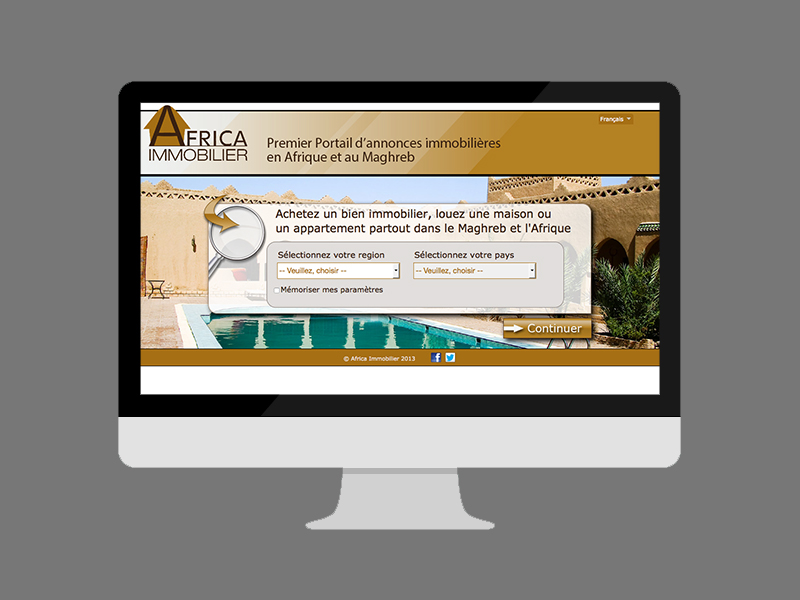 AFRICA
IMMOBILIER
Premier Portail d'annonces immobilières
en Afrique et au Maghreb
Français
Achetez un bien immobilier, louez une maison ou
un appartement partout dans le Maghreb et l'Afrique
Sélectionnez votre region
Sélectionnez votre pays
-- Veuillez, choisir --
-- Veuillez, choisir --
Mémoriser mes paramètres
Continuer
© Africa Immobilier 2013